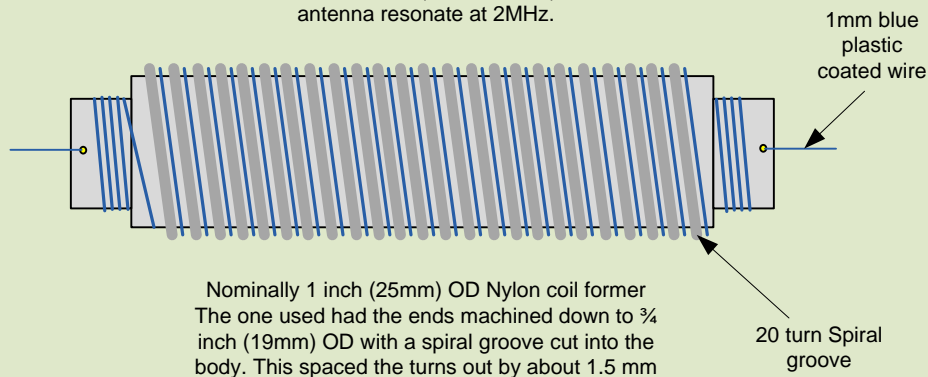 antenna resonate at 2MHz.
1mm blue
plastic
coated wire
Nominally 1 inch (25mm) OD Nylon coil former
The one used had the ends machined down to ¾
inch (19mm) OD with a spiral groove cut into the
body. This spaced the turns out by about 1.5 mm
20 turn Spiral
groove